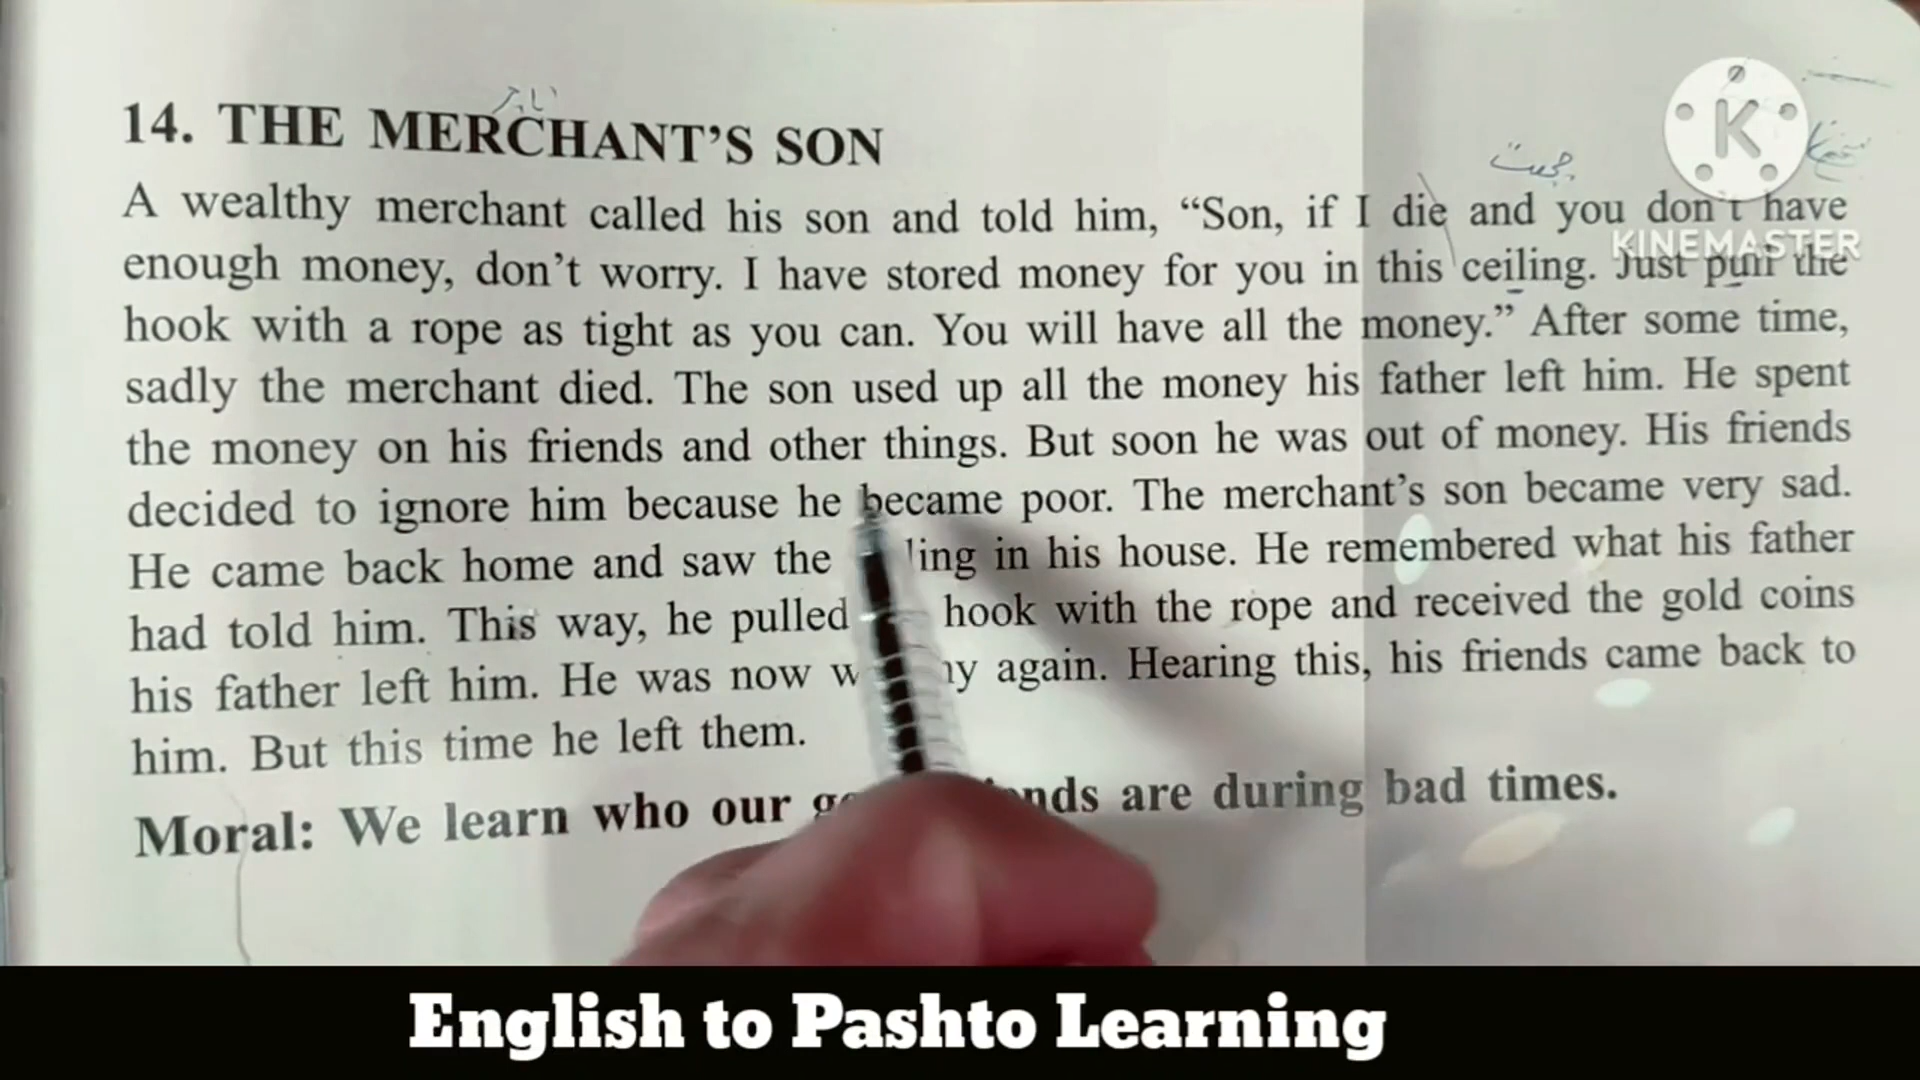 تاجر
14. THE MERCHANT'S SON
چھت
A wealthy merchant called his son and told him, “Son, if I die and you don't have
KINEMASTER
enough money, don't worry. I have stored money for you in this ceiling. Just pull the
hook with a rope as tight as you can. You will have all the money.” After some time,
sadly the merchant died. The son used up all the money his father left him. He spent
the money on his friends and other things. But soon he was out of money. His friends
decided to ignore him because he became poor. The merchant's son became very sad.
He came back home and saw the ling in his house. He remembered what his father
had told him. This way, he pulled hook with the rope and received the gold coins
his father left him. He was now w hy again. Hearing this, his friends came back to
him. But this time he left them.
Moral: We learn who our nds are during bad times.
English to Pashto Learning